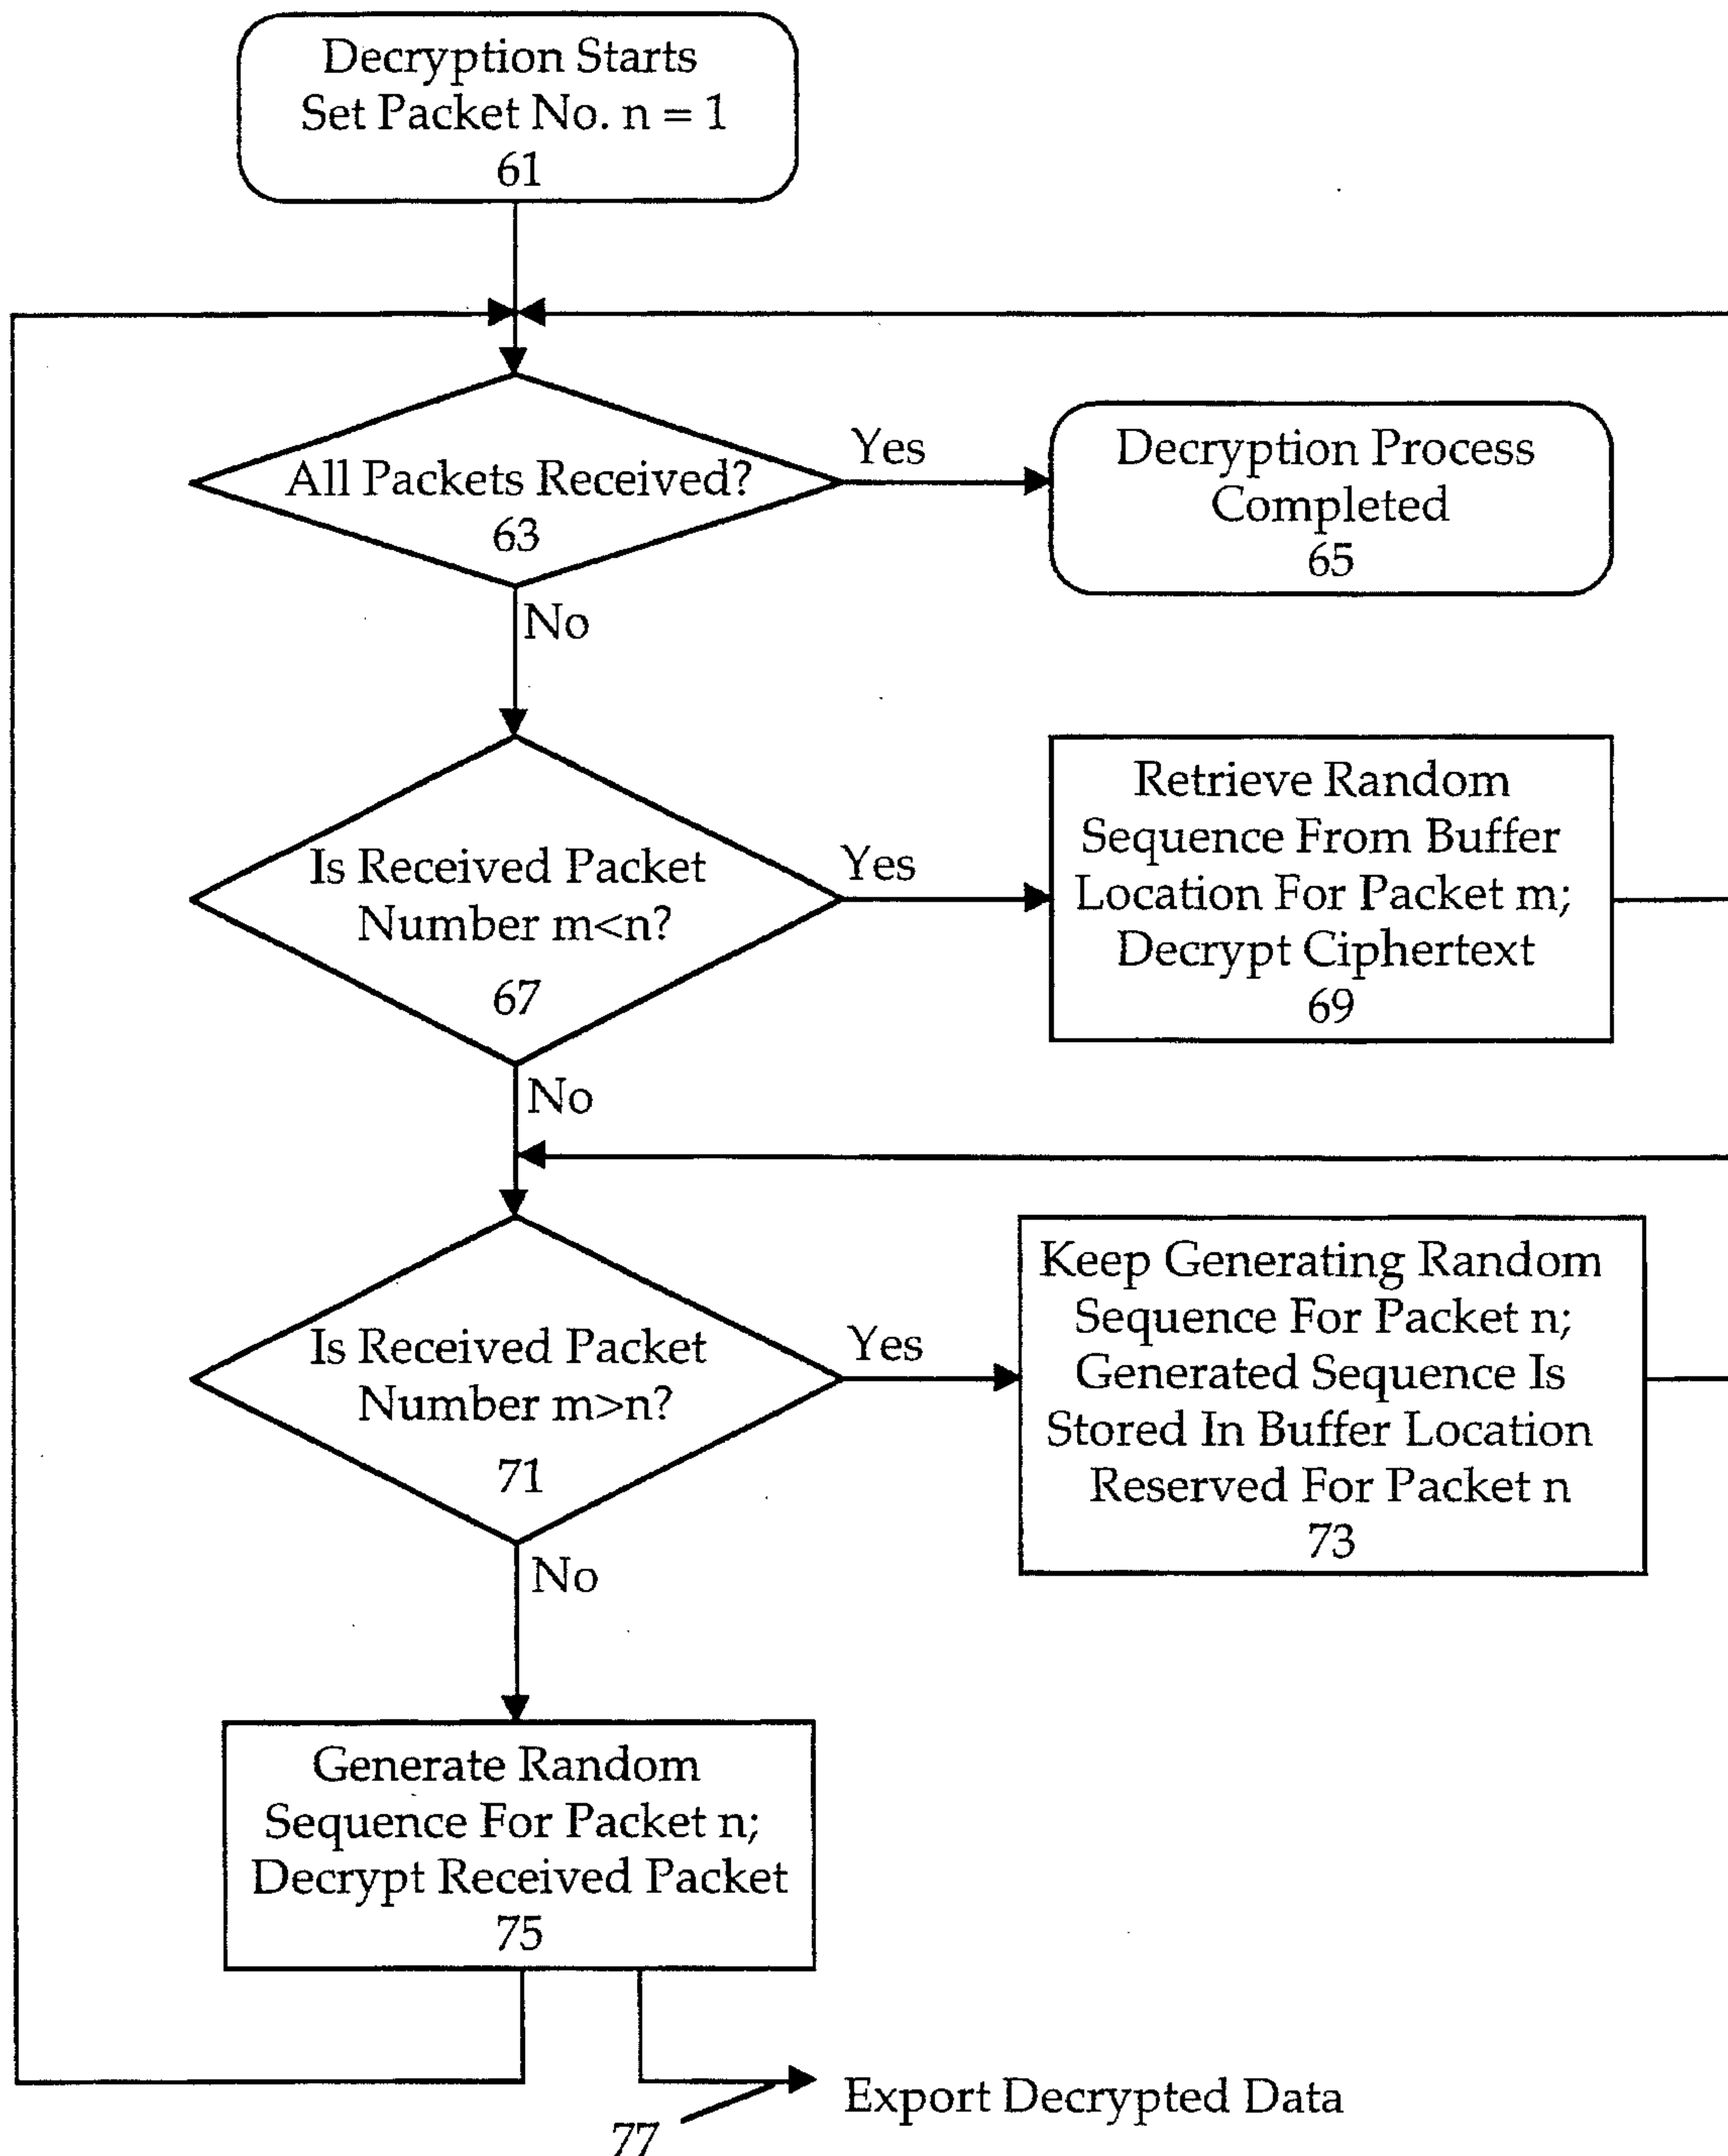 Decryption Starts
Set Packet No. n = 1
61
All Packets Received?
63
Yes
Decryption Process
Completed
65
No
Is Received Packet
Number m<n?
67
Yes
Retrieve Random
Sequence From Buffer
Location For Packet m;
Decrypt Ciphertext
69
No
Is Received Packet
Number m>n?
71
Yes
Keep Generating Random
Sequence For Packet n;
Generated Sequence Is
Stored In Buffer Location
Reserved For Packet n
73
No
Generate Random
Sequence For Packet n;
Decrypt Received Packet
75
Export Decrypted Data
77